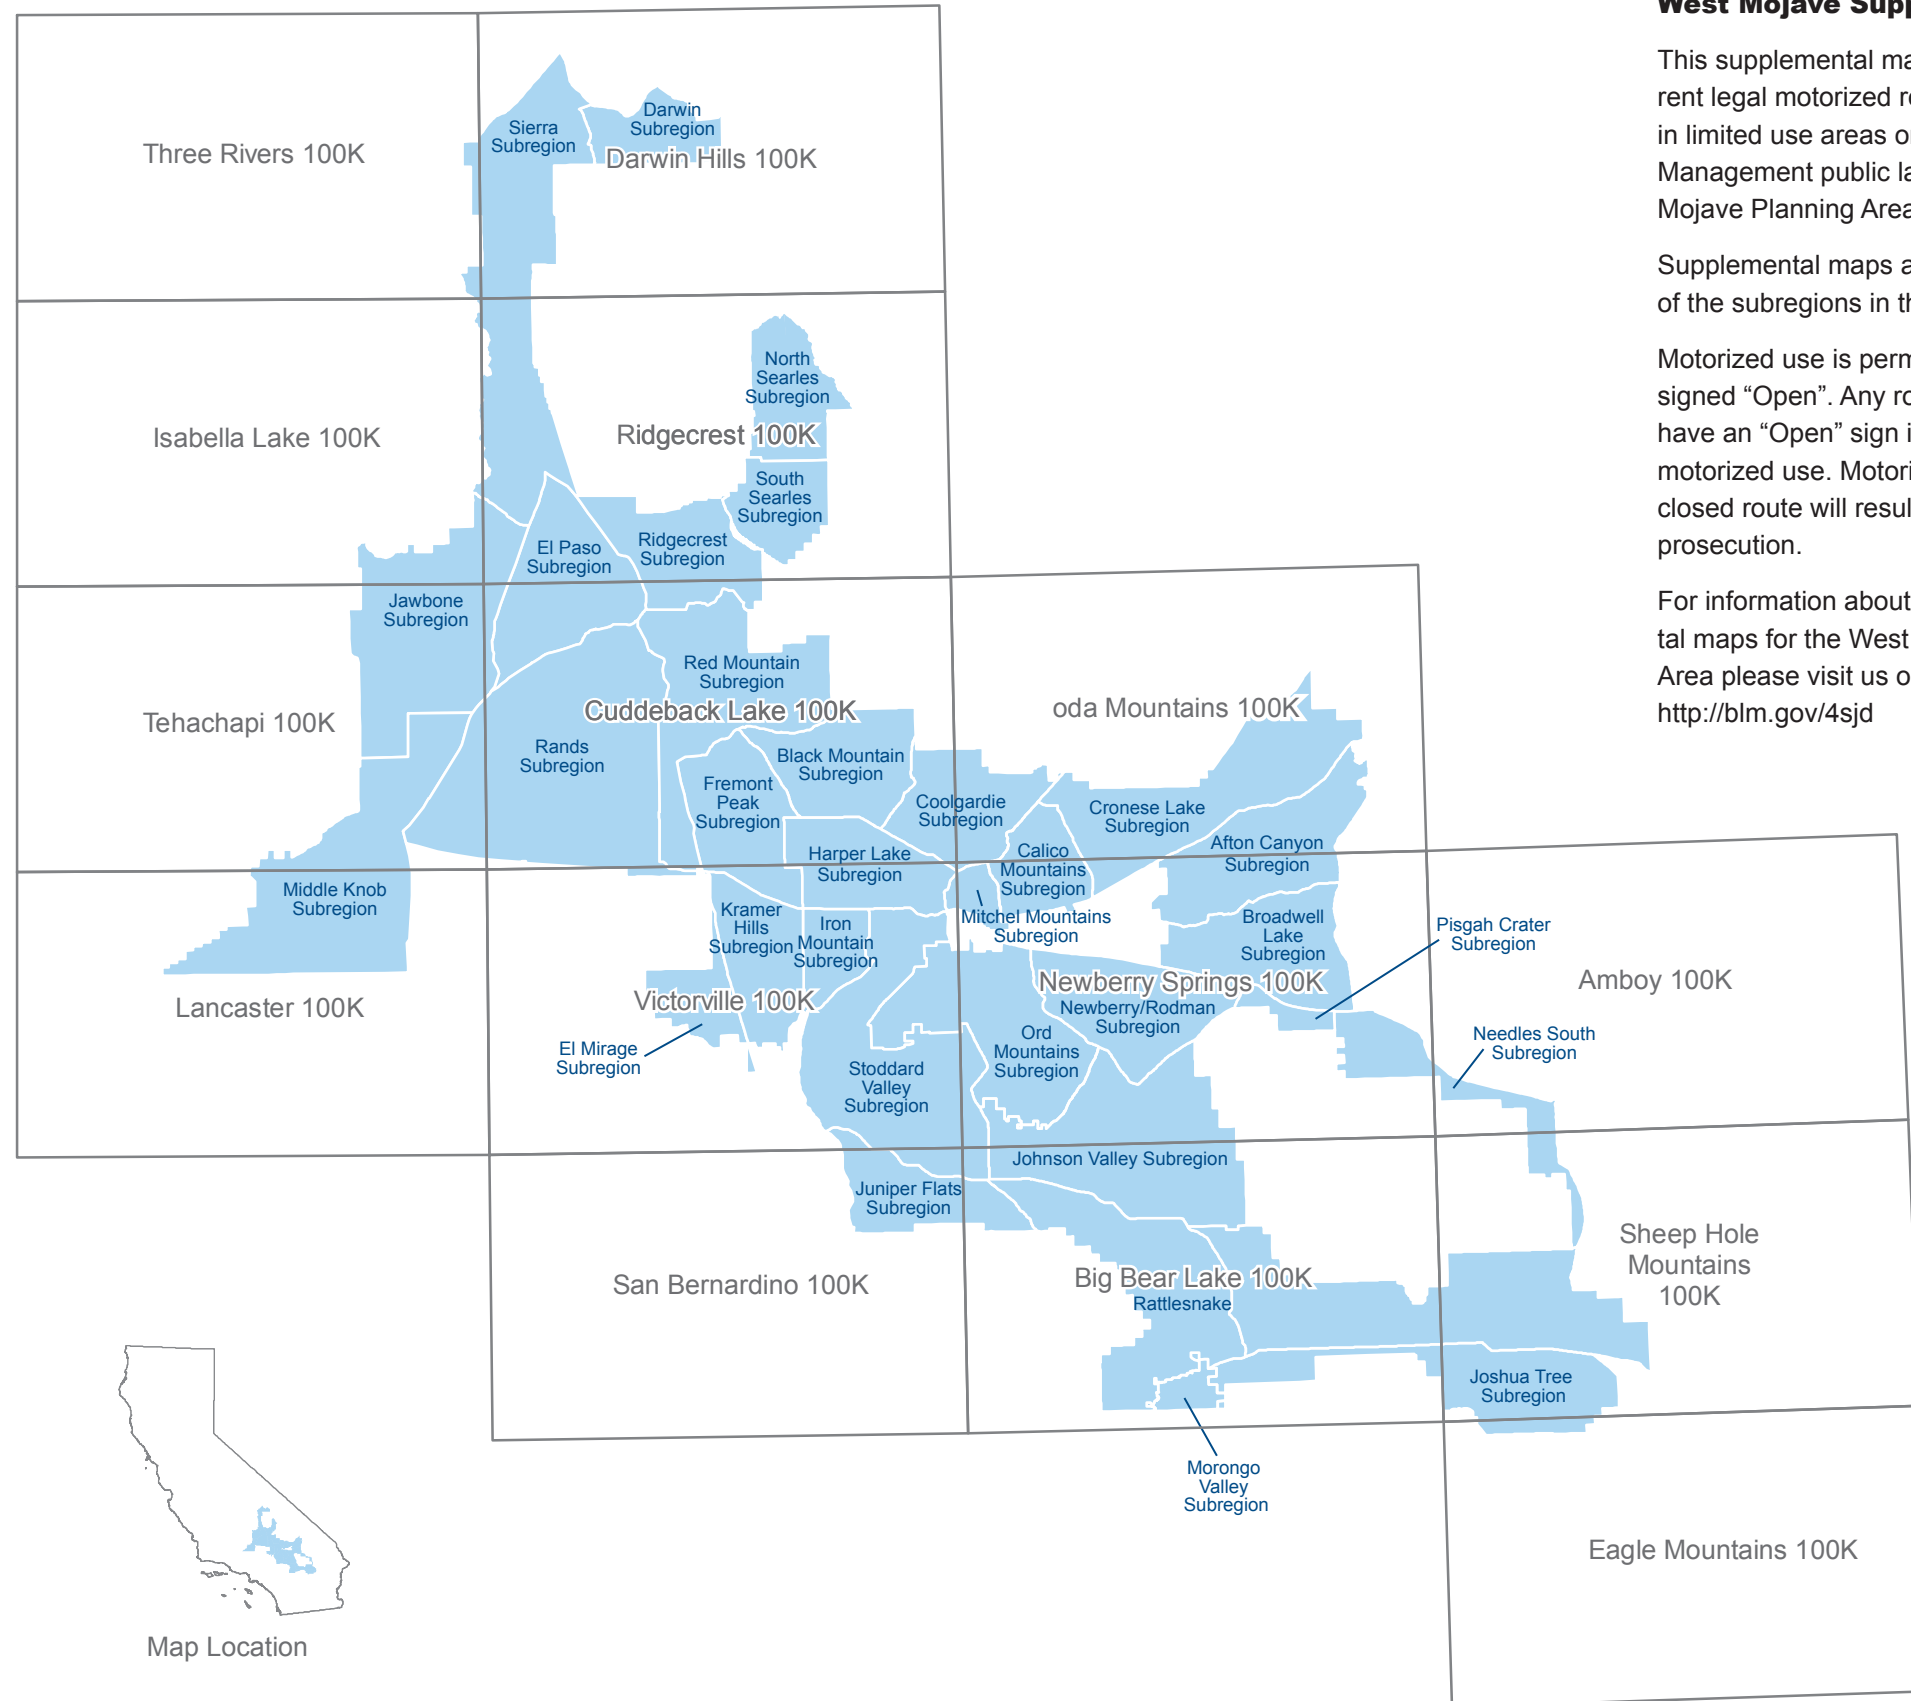 West Mojave Supp
This supplemental ma
rent legal motorized r
in limited use areas o
Management public la
Mojave Planning Area
Supplemental maps a
of the subregions in th
Motorized use is perm
signed “Open”. Any ro
have an “Open” sign i
motorized use. Motori
closed route will resul
prosecution.
For information about
tal maps for the West
Area please visit us o
http://blm.gov/4sjd
Three Rivers 100K
Sierra
Subregion
Darwin
Subregion
Darwin Hills 100K
Isabella Lake 100K
North
Searles
Subregion
Ridgecrest 100K
South
Searles
Subregion
El Paso
Subregion
Ridgecrest
Subregion
Jawbone
Subregion
Tehachapi 100K
Red Mountain
Subregion
Cuddeback Lake 100K
Rands
Subregion
Black Mountain
Subregion
Fremont
Peak
Subregion
Harper Lake
Subregion
oda Mountains 100K
Coolgardie
Subregion
Cronese Lake
Subregion
Calico
Mountains
Subregion
Afton Canyon
Subregion
Middle Knob
Subregion
Lancaster 100K
Kramer
Hills
Subregion
Iron
Mountain
Subregion
Victorville 100K
El Mirage
Subregion
Stoddard
Valley
Subregion
Mitchel Mountains
Subregion
Broadwell
Lake
Subregion
Newberry Springs 100K
Newberry/Rodman
Subregion
Ord
Mountains
Subregion
Pisgah Crater
Subregion
Amboy 100K
Needles South
Subregion
Johnson Valley Subregion
Juniper Flats
Subregion
San Bernardino 100K
Big Bear Lake 100K
Rattlesnake
Sheep Hole
Mountains
100K
Joshua Tree
Subregion
Morongo
Valley
Subregion
Eagle Mountains 100K
Map Location